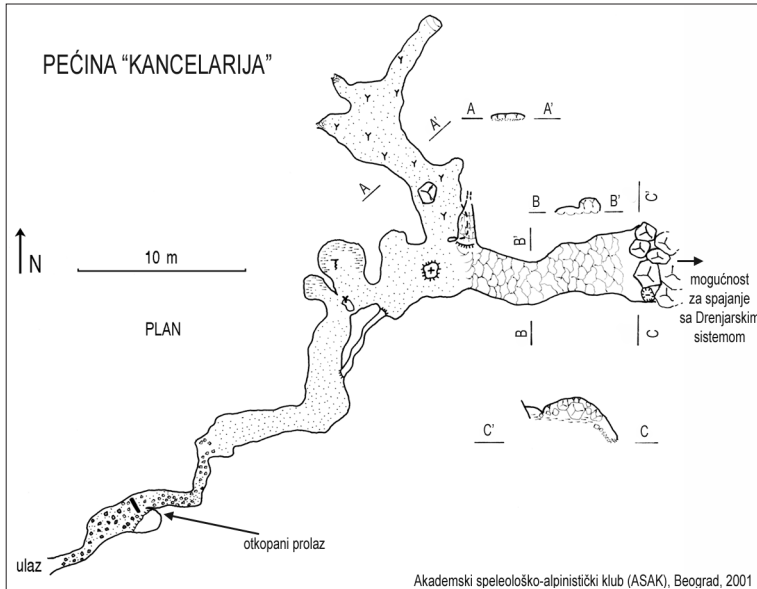 PEĆINA “KANCELARIJA”
A A'
A'
A
B B'
C'
B'
N
10 m
PLAN
mogućnost
za spajanje
sa Drenjarskim
sistemom
B
C
C' C
otkopani prolaz
ulaz
Akademski speleološko-alpinistički klub (ASAK), Beograd, 2001